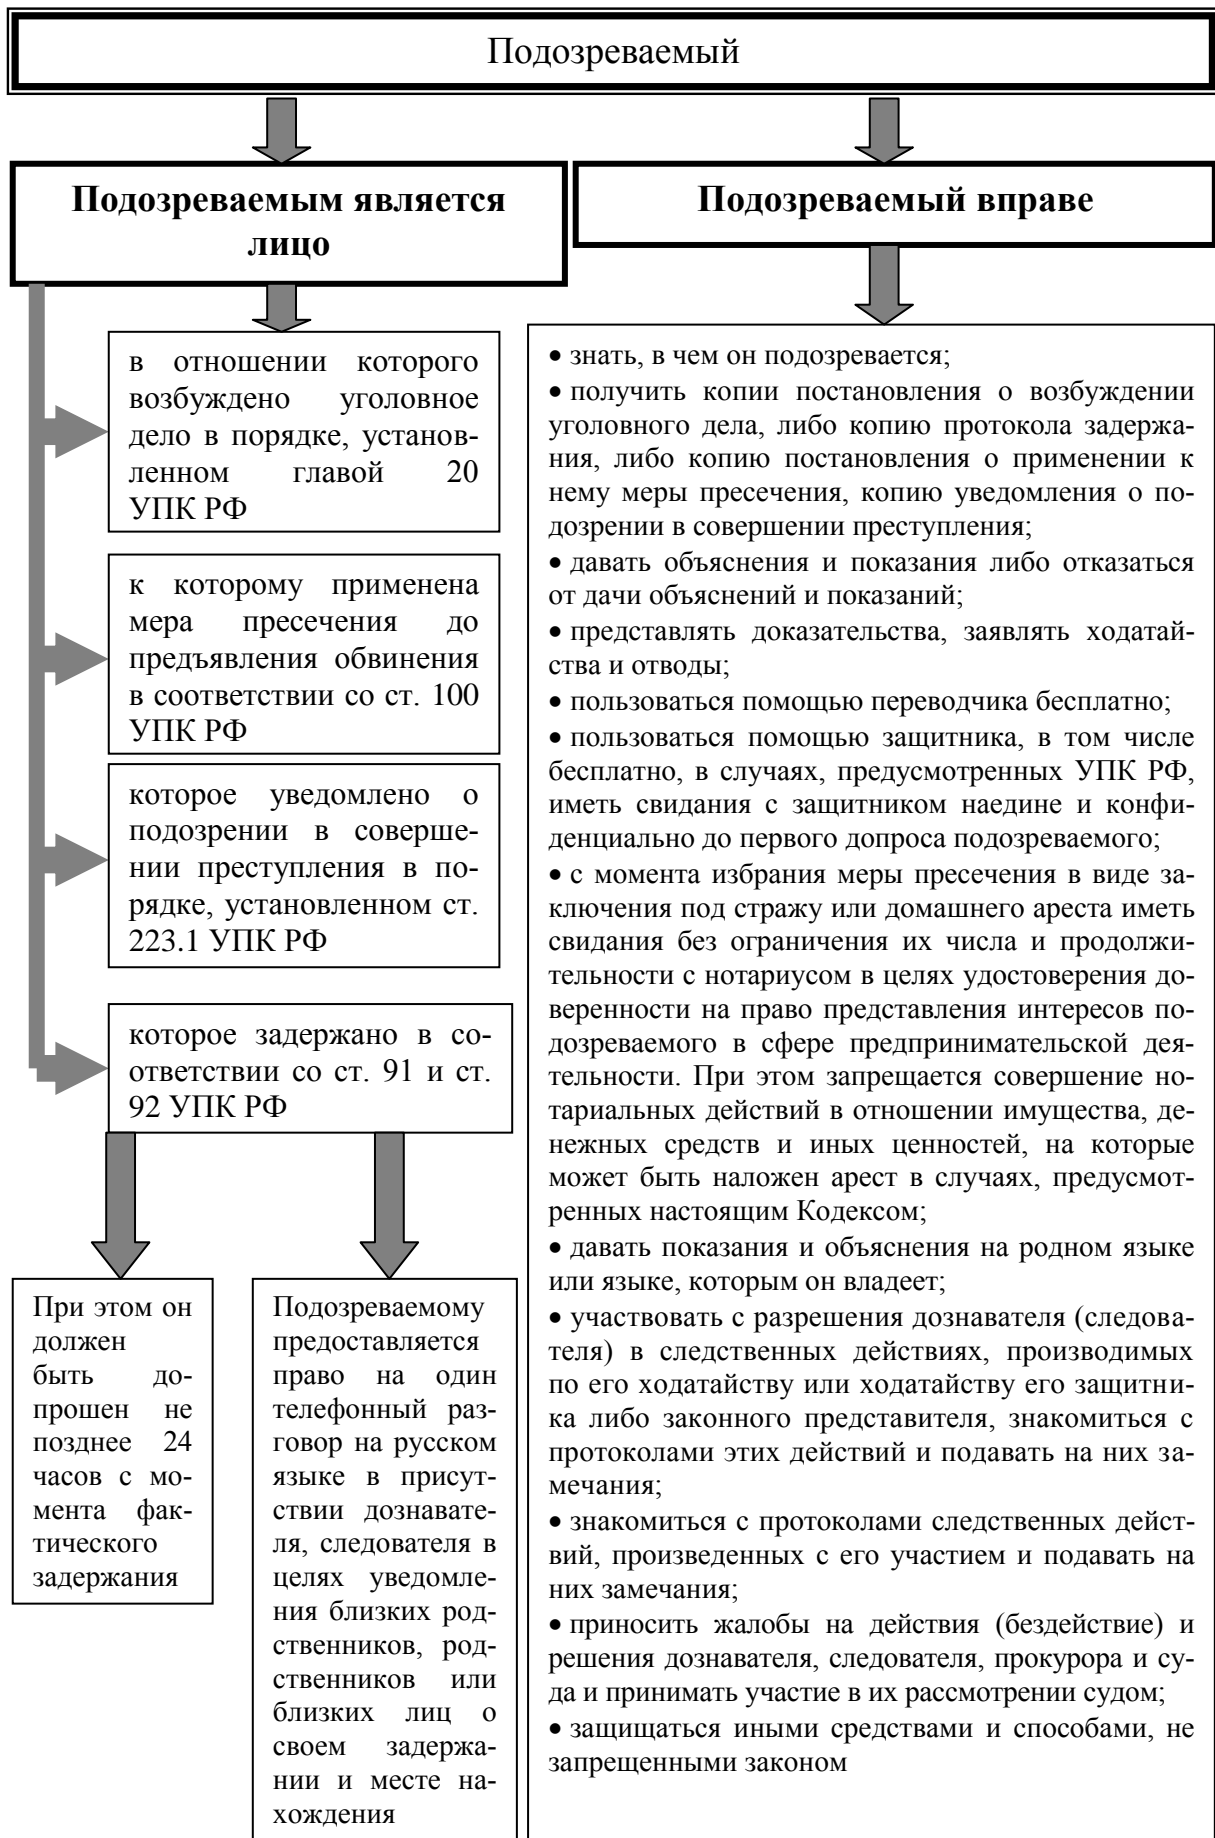 Подозреваемый
Подозреваемым является
лицо
в отношении которого
возбуждено уголовное
дело в порядке, установ-
ленном главой 20
УПК РФ
к которому применена
мера пресечения до
предъявления обвинения
в соответствии со ст. 100
УПК РФ
которое уведомлено о
подозрении в соверше-
нии преступления в по-
рядке, установленном ст.
223.1 УПК РФ
которое задержано в со-
ответствии со ст. 91 и ст.
92 УПК РФ
При этом он
должен
быть до-
прошен не
позднее 24
часов с мо-
мента фак-
тического
задержания
Подозреваемому
предоставляется
право на один
телефонный раз-
говор на русском
языке в присут-
ствии дознавате-
ля, следователя в
целях уведомле-
ния близких род-
ственников, род-
ственников или
близких лиц о
своем задержа-
нии и месте на-
хождения
Подозреваемый вправе
• знать, в чем он подозревается;
• получить копии постановления о возбуждении
уголовного дела, либо копию протокола задержа-
ния, либо копию постановления о применении к
нему меры пресечения, копию уведомления о по-
дозрении в совершении преступления;
• давать объяснения и показания либо отказаться
от дачи объяснений и показаний;
• представлять доказательства, заявлять ходатай-
ства и отводы;
• пользоваться помощью переводчика бесплатно;
• пользоваться помощью защитника, в том числе
бесплатно, в случаях, предусмотренных УПК РФ,
иметь свидания с защитником наедине и конфи-
денциально до первого допроса подозреваемого;
• с момента избрания меры пресечения в виде за-
ключения под стражу или домашнего ареста иметь
свидания без ограничения их числа и продолжи-
тельности с нотариусом в целях удостоверения до-
веренности на право представления интересов по-
дозреваемого в сфере предпринимательской дея-
тельности. При этом запрещается совершение но-
тариальных действий в отношении имущества, де-
нежных средств и иных ценностей, на которые
может быть наложен арест в случаях, предусмот-
ренных настоящим Кодексом;
• давать показания и объяснения на родном языке
или языке, которым он владеет;
• участвовать с разрешения дознавателя (следова-
теля) в следственных действиях, производимых
по его ходатайству или ходатайству его защитни-
ка либо законного представителя, знакомиться с
протоколами этих действий и подавать на них за-
мечания;
• знакомиться с протоколами следственных дейст-
вий, произведенных с его участием и подавать на
них замечания;
• приносить жалобы на действия (бездействие) и
решения дознавателя, следователя, прокурора и су-
да и принимать участие в их рассмотрении судом;
• защищаться иными средствами и способами, не
запрещенными законом